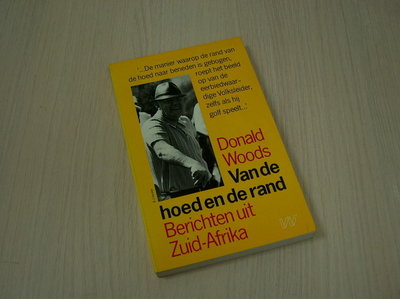 '...De manier waarop de rand van
de hoed naar beneden is gebogen,
roept het beeld
op van de
eerbiedwaar-
dige Volksleider,
zelfs als hij
golf speelt...'
Donald
Woods
Van de
hoed en de rand
Berichten uit
Zuid-Afrika
W